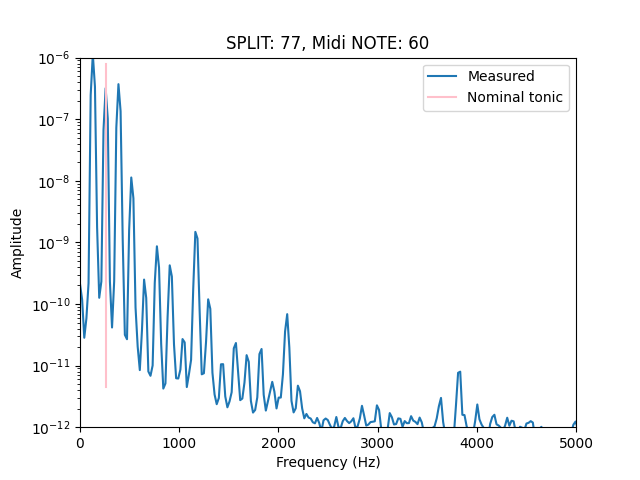 SPLIT: 77, Midi NOTE: 60
Measured
Nominal tonic
Amplitude
10^-6
10^-7
10^-8
10^-9
10^-10
10^-11
10^-12
0 1000 2000 3000 4000 5000
Frequency (Hz)